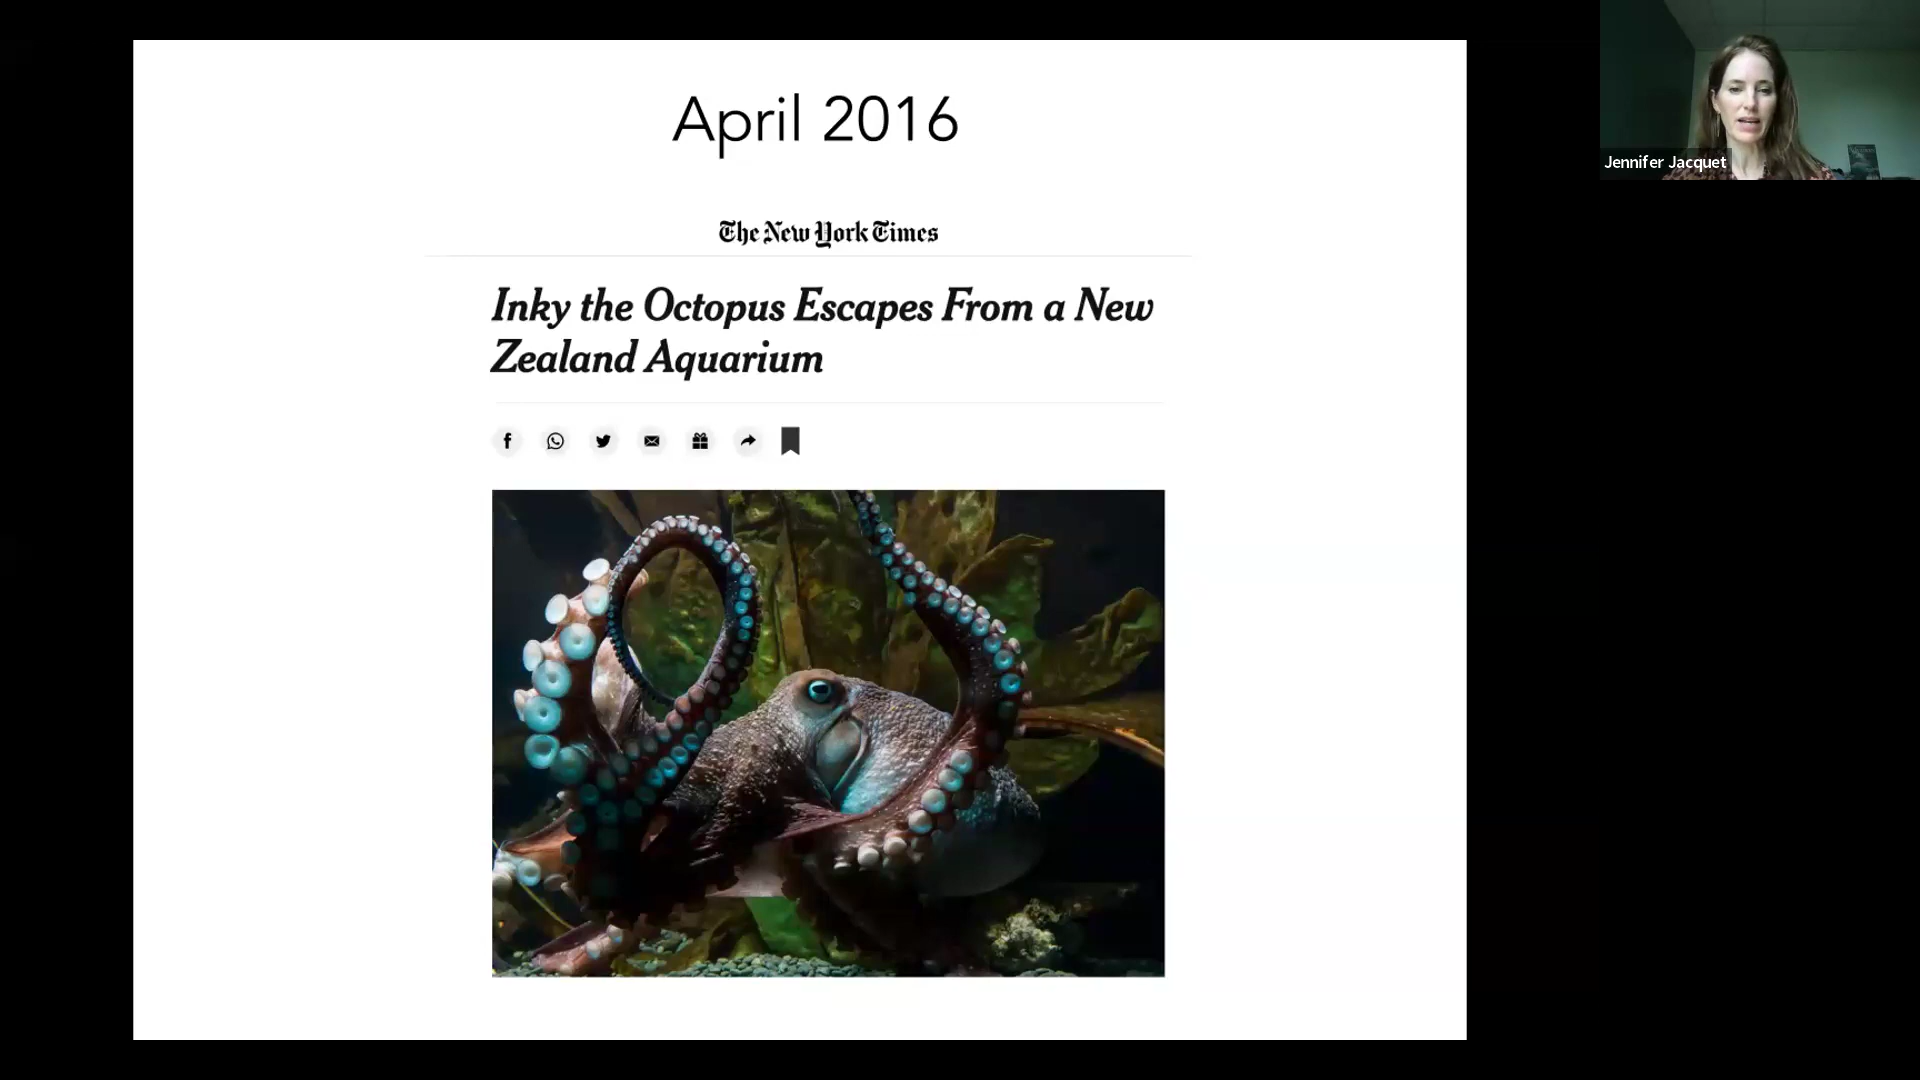 April 2016
The New York Times
Inky the Octopus Escapes From a New
Zealand Aquarium
Jennifer Jacquet